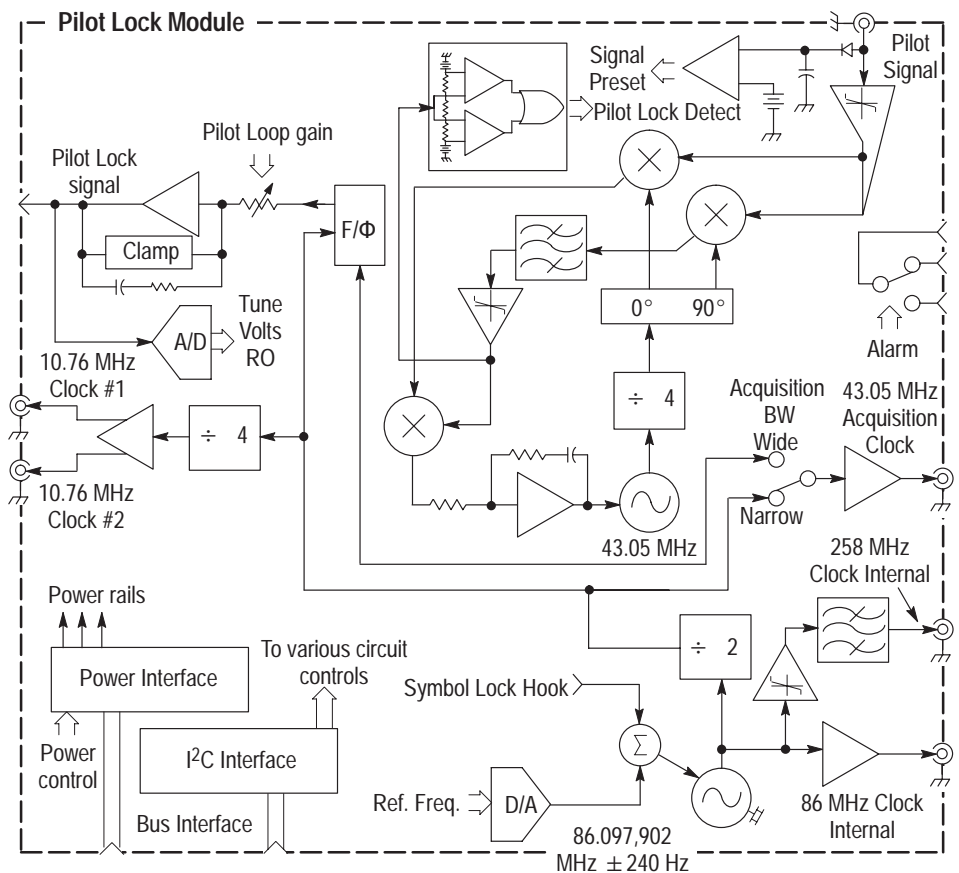 Pilot Lock Module
Signal
Preset
Pilot
Signal
Pilot Lock Detect
Pilot Loop gain
Pilot Lock
signal
F/Φ
Clamp
A/D
Tune
Volts
RO
0° 90°
Alarm
10.76 MHz
Clock #1
÷ 4
÷ 4
Acquisition
BW
Wide
43.05 MHz
Acquisition
Clock
10.76 MHz
Clock #2
43.05 MHz
Narrow
258 MHz
Clock Internal
Power rails
Power Interface
To various circuit
controls
÷ 2
Symbol Lock Hook
Σ
Power
control
I²C Interface
Ref. Freq.
D/A
Bus Interface
86 MHz Clock
Internal
86.097,902
MHz ± 240 Hz